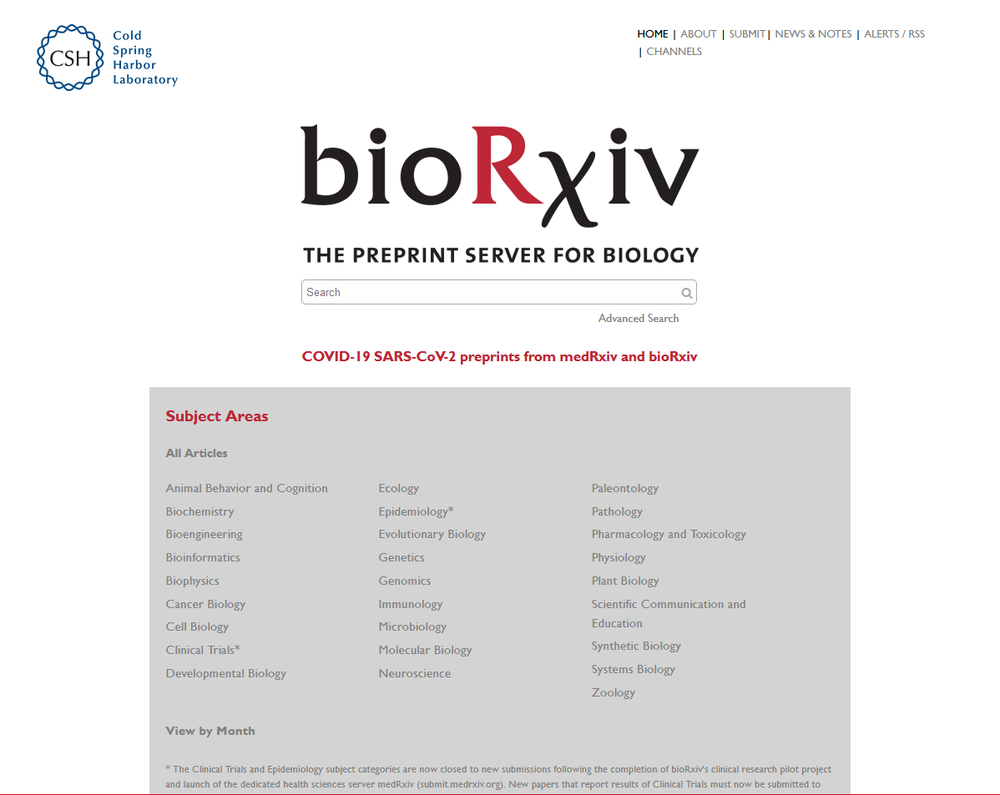 CSH
Cold
Spring
Harbor
Laboratory
HOME | ABOUT | SUBMIT | NEWS & NOTES | ALERTS / RSS
| CHANNELS
bioRxiv
THE PREPRINT SERVER FOR BIOLOGY
Search
Advanced Search
COVID-19 SARS-CoV-2 preprints from medRxiv and bioRxiv
Subject Areas
All Articles
Animal Behavior and Cognition
Biochemistry
Bioengineering
Bioinformatics
Biophysics
Cancer Biology
Cell Biology
Clinical Trials*
Developmental Biology
Ecology
Epidemiology*
Evolutionary Biology
Genetics
Genomics
Immunology
Microbiology
Molecular Biology
Neuroscience
Paleontology
Pathology
Pharmacology and Toxicology
Physiology
Plant Biology
Scientific Communication and
Education
Synthetic Biology
Systems Biology
Zoology
View by Month
* The Clinical Trials and Epidemiology subject categories are now closed to new submissions following the completion of bioRxiv's clinical research pilot project
and launch of the dedicated health sciences server medRxiv (submit.medrxiv.org). New papers that report results of Clinical Trials must now be submitted to